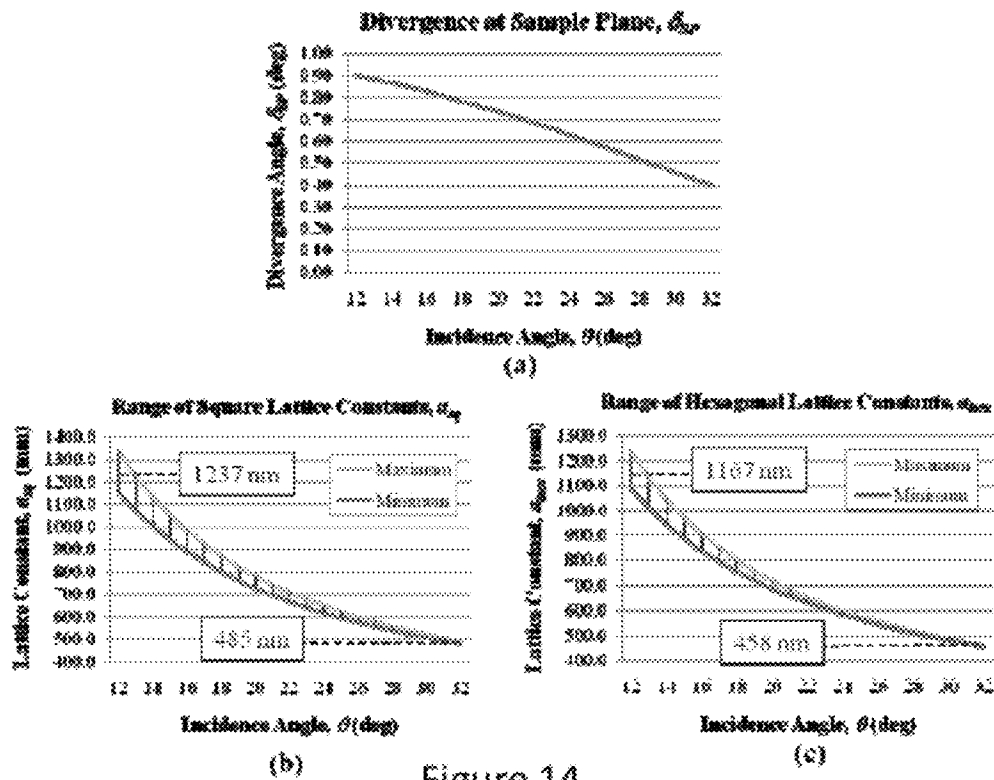 Divergence at Sample Plane, δSP
Divergence Angle, δSP (deg)
1.00
0.90
0.80
0.70
0.60
0.50
0.40
0.30
0.20
0.10
0.00
12 14 16 18 20 22 24 26 28 30 32
Incidence Angle, θ (deg)
(a)
Range of Square Lattice Constants, asq
Lattice Constant, asq (nm)
1400.0
1300.0
1200.0
1100.0
1000.0
900.0
800.0
700.0
600.0
500.0
400.0
1237 nm
Maximum
Minimum
485 nm
12 14 16 18 20 22 24 26 28 30 32
Incidence Angle, θ (deg)
(b)
Range of Hexagonal Lattice Constants, ahex
Lattice Constant, ahex (nm)
1300.0
1200.0
1100.0
1000.0
900.0
800.0
700.0
600.0
500.0
400.0
1167 nm
Maximum
Minimum
458 nm
12 14 16 18 20 22 24 26 28 30 32
Incidence Angle, θ (deg)
(c)
Figure 14